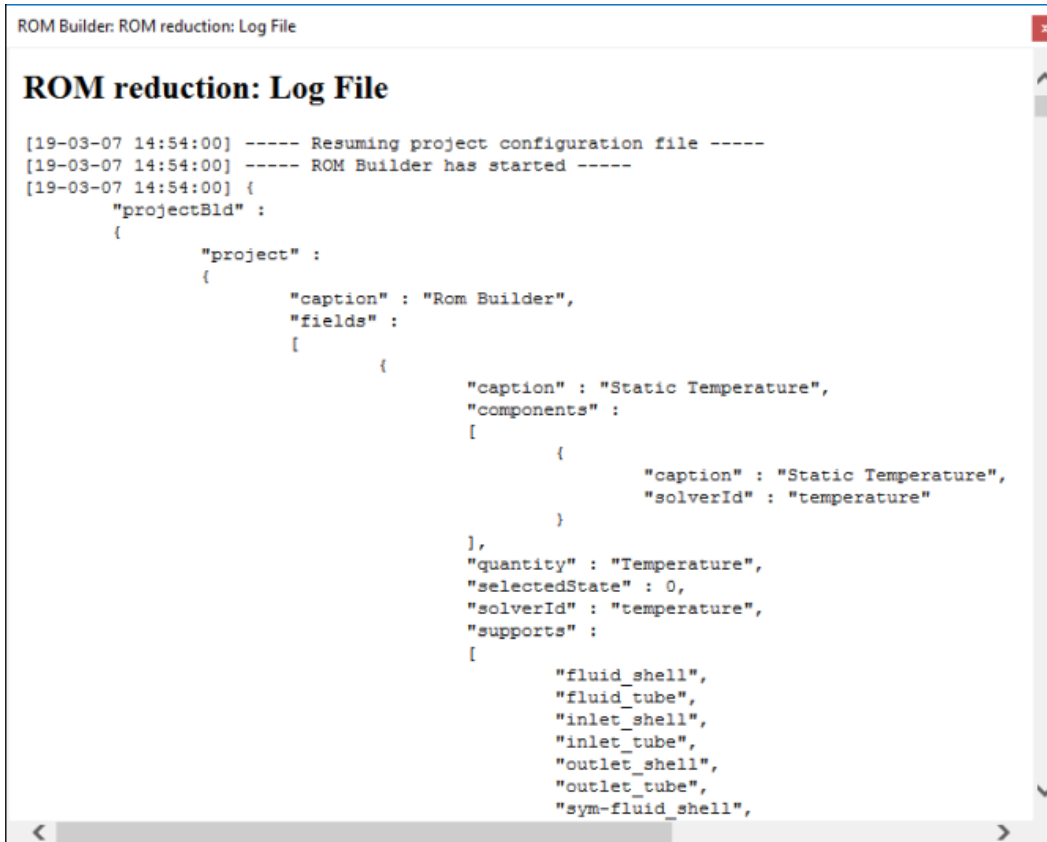 ROM Builder: ROM reduction: Log File
ROM reduction: Log File
[19-03-07 14:54:00] ----- Resuming project configuration file -----
[19-03-07 14:54:00] ----- ROM Builder has started -----
[19-03-07 14:54:00] {
"projectBld" :
{
"project" :
{
"caption" : "Rom Builder",
"fields" :
[
{
"caption" : "Static Temperature",
"components" :
[
{
"caption" : "Static Temperature",
"solverId" : "temperature"
}
],
"quantity" : "Temperature",
"selectedState" : 0,
"solverId" : "temperature",
"supports" :
[
"fluid_shell",
"fluid_tube",
"inlet_shell",
"inlet_tube",
"outlet_shell",
"outlet_tube",
"sym-fluid_shell",